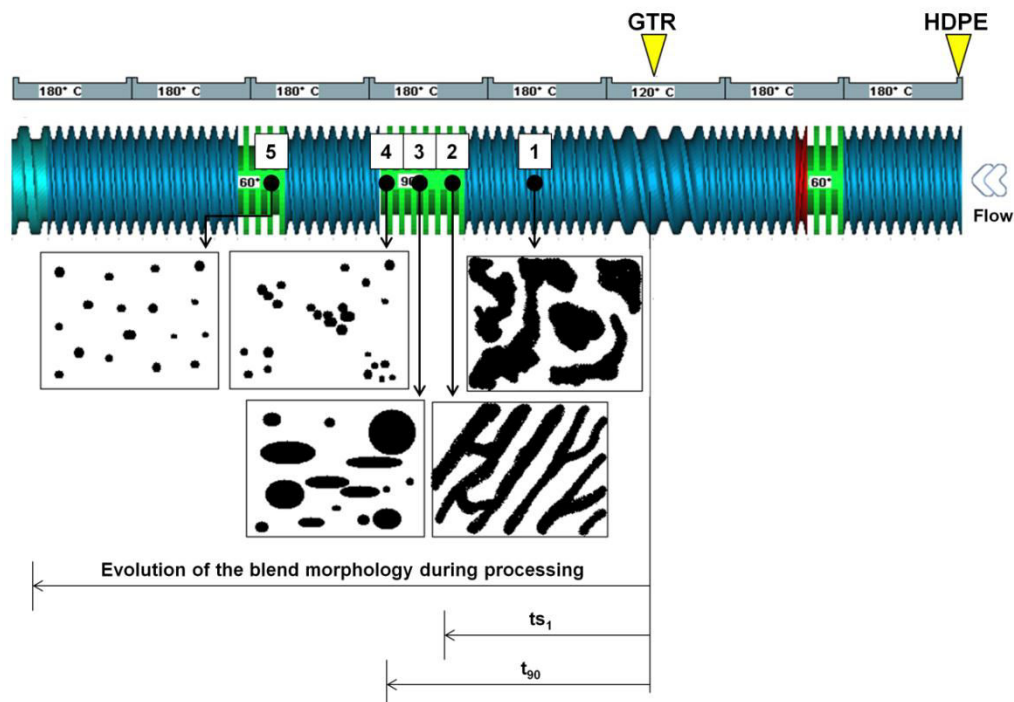 GTR HDPE
180° C 180° C 180° C 180° C 180° C 120° C 180° C 180° C
5 4 3 2 1
60° 60°
Flow
Evolution of the blend morphology during processing
ts₁
t₉₀